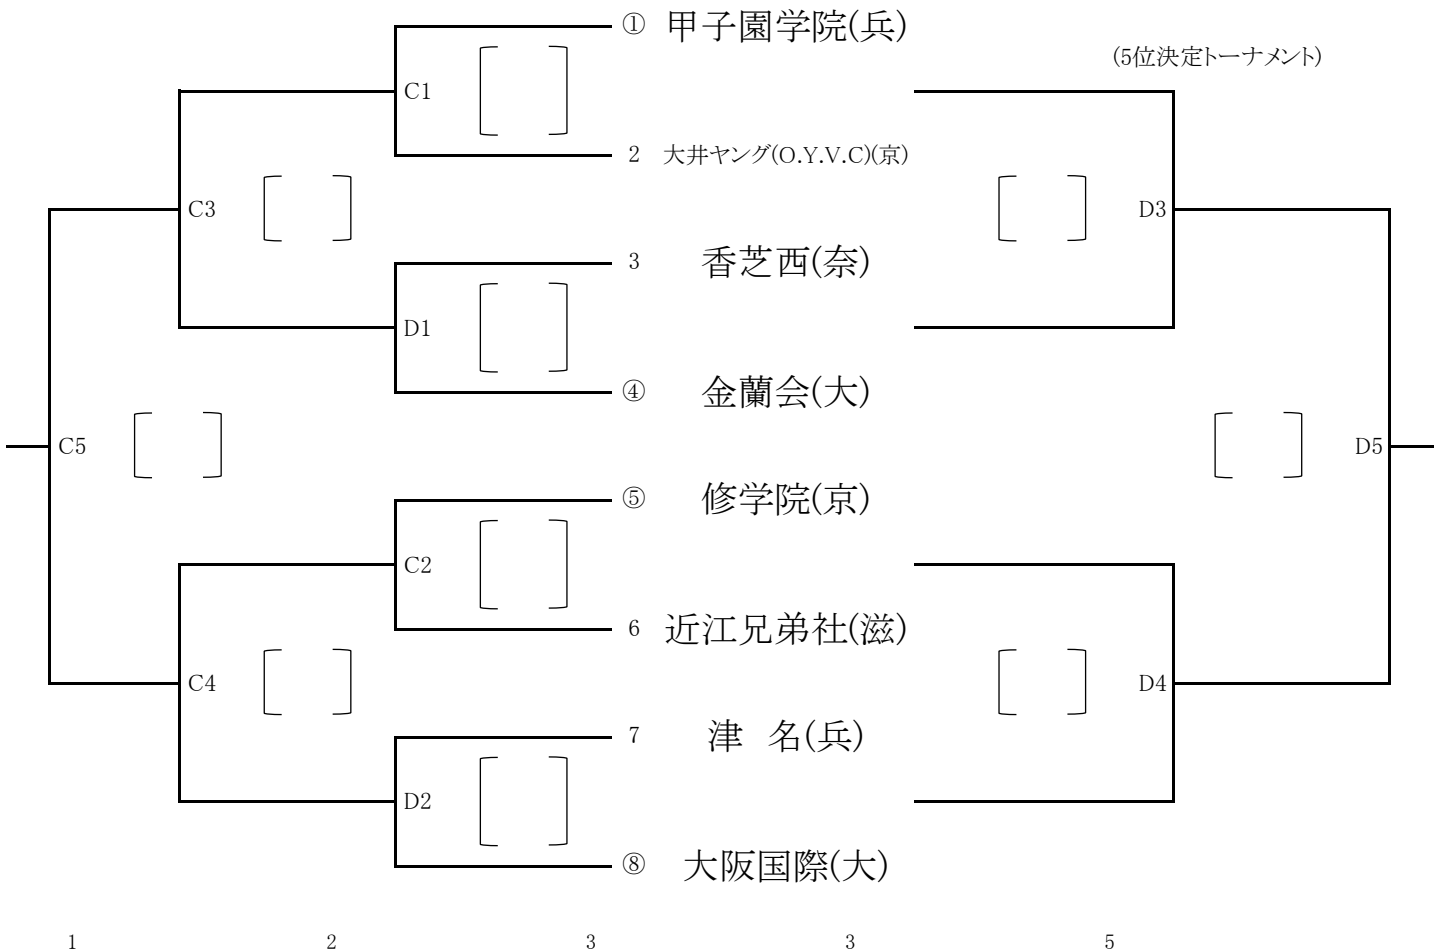 ① 甲子園学院(兵)
(5位決定トーナメント)
C1
2 大井ヤング(O.Y.V.C)(京)
C3
D3
3 香芝西(奈)
D1
④ 金蘭会(大)
C5
D5
⑤ 修学院(京)
C2
6 近江兄弟社(滋)
C4
D4
7 津 名(兵)
D2
⑧ 大阪国際(大)
1 2 3 3 5